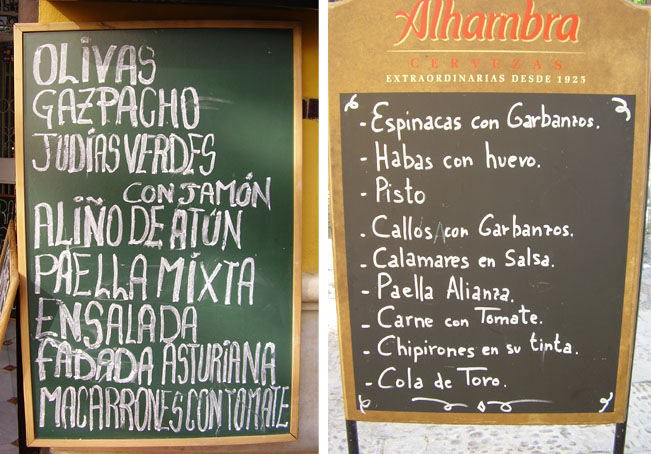 OLIVAS
GAZPACHO
JUDÍAS VERDES
CON JAMÓN
ALIÑO DE ATÚN
PAELLA MIXTA
ENSALADA
FADADA ASTURIANA
MACARRONES CON TOMATE
Alhambra
CERVEZAS
EXTRAORDINARIAS DESDE 1925
- Espinacas con Garbanzos.
- Habas con huevo.
- Pisto
- Callos con Garbanzos.
- Calamares en Salsa.
- Paella Alianza.
- Carne con Tomate.
- Chipirones en su tinta.
- Cola de Toro.